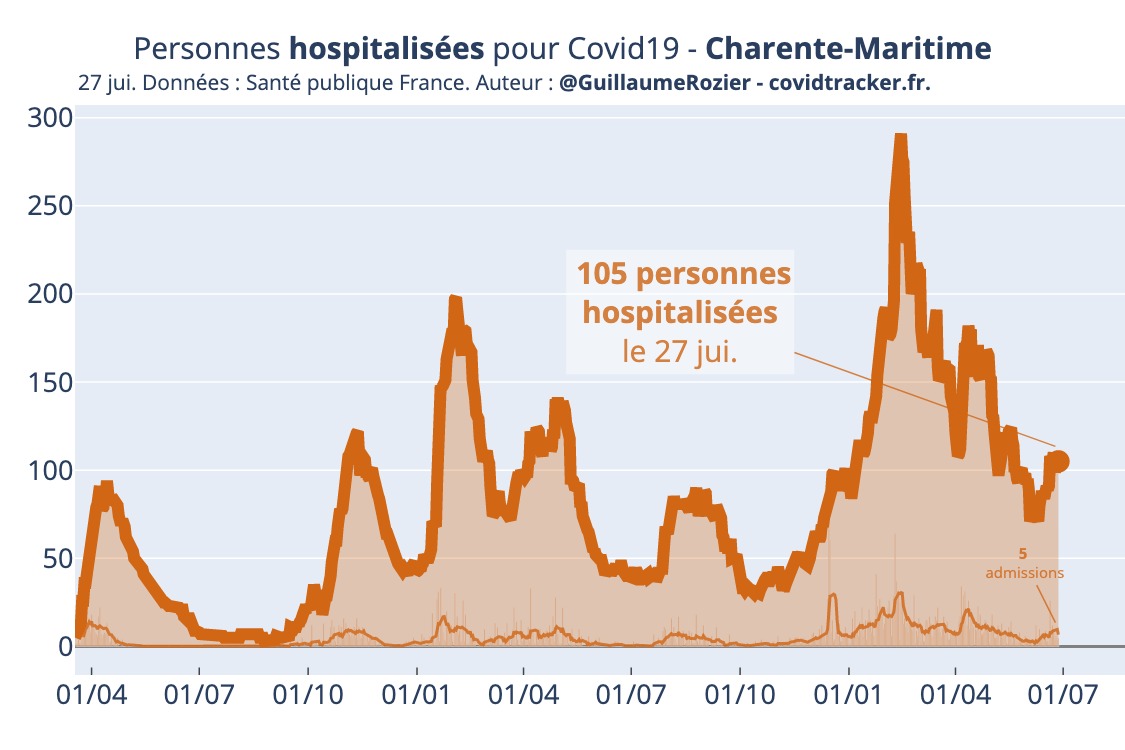 Personnes hospitalisées pour Covid19 - Charente-Maritime
27 jui. Données : Santé publique France. Auteur : @GuillaumeRozier - covidtracker.fr.
300
250
200
150
100
50
0
105 personnes
hospitalisées
le 27 jui.
5
admissions
01/04 01/07 01/10 01/01 01/04 01/07 01/10 01/01 01/04 01/07